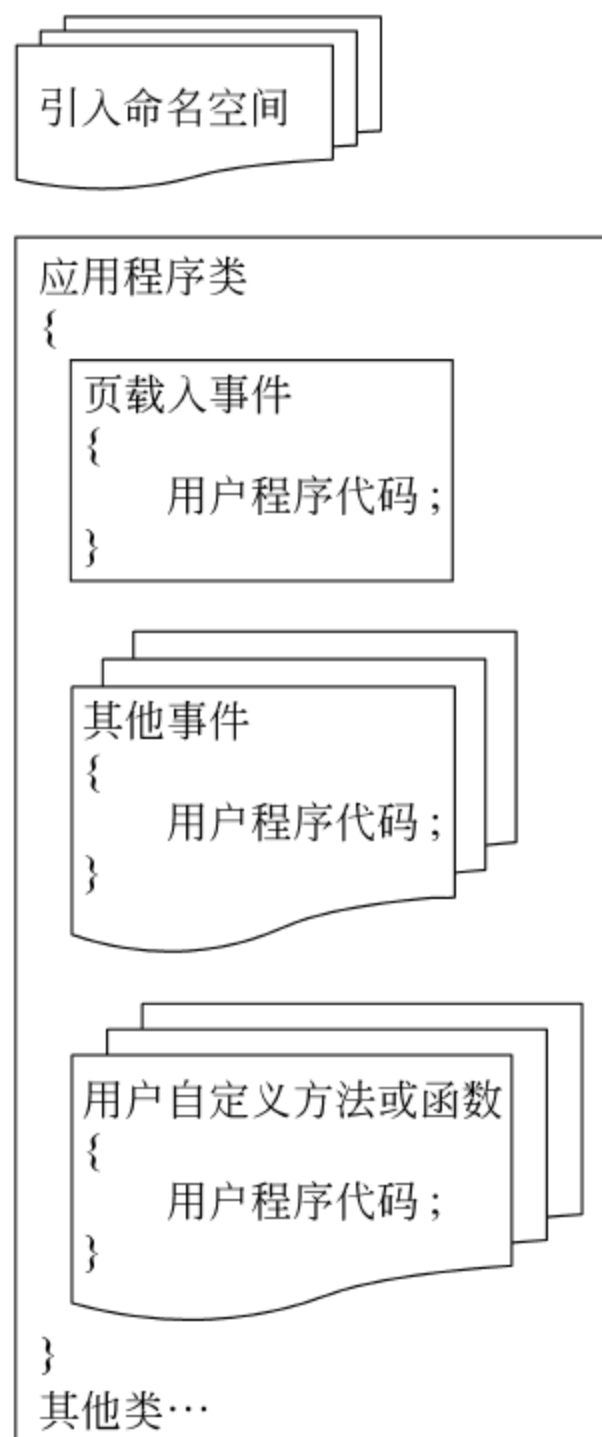 引入命名空间
应用程序类
{
页载入事件
{
用户程序代码;
}
其他事件
{
用户程序代码;
}
用户自定义方法或函数
{
用户程序代码;
}
}
其他类…